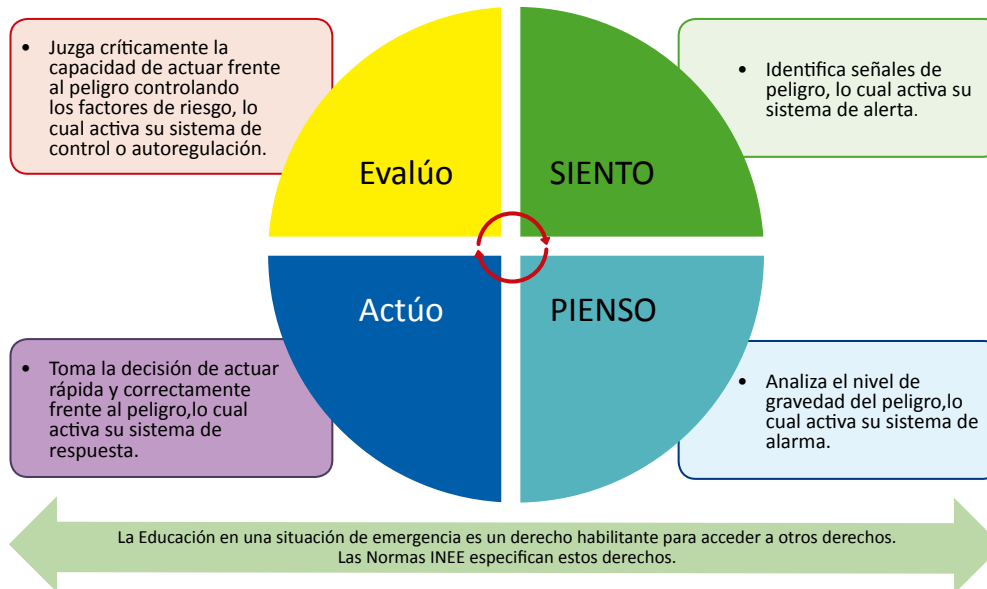 • Juzga críticamente la
capacidad de actuar frente
al peligro controlando
los factores de riesgo, lo
cual activa su sistema de
control o autoregulación.
Evalúo
SIENTO
• Identifica señales de
peligro, lo cual activa su
sistema de alerta.
• Toma la decisión de actuar
rápida y correctamente
frente al peligro,lo cual
activa su sistema de
respuesta.
Actúo
PIENSO
• Analiza el nivel de
gravedad del peligro,lo
cual activa su sistema de
alarma.
La Educación en una situación de emergencia es un derecho habilitante para acceder a otros derechos.
Las Normas INEE especifican estos derechos.